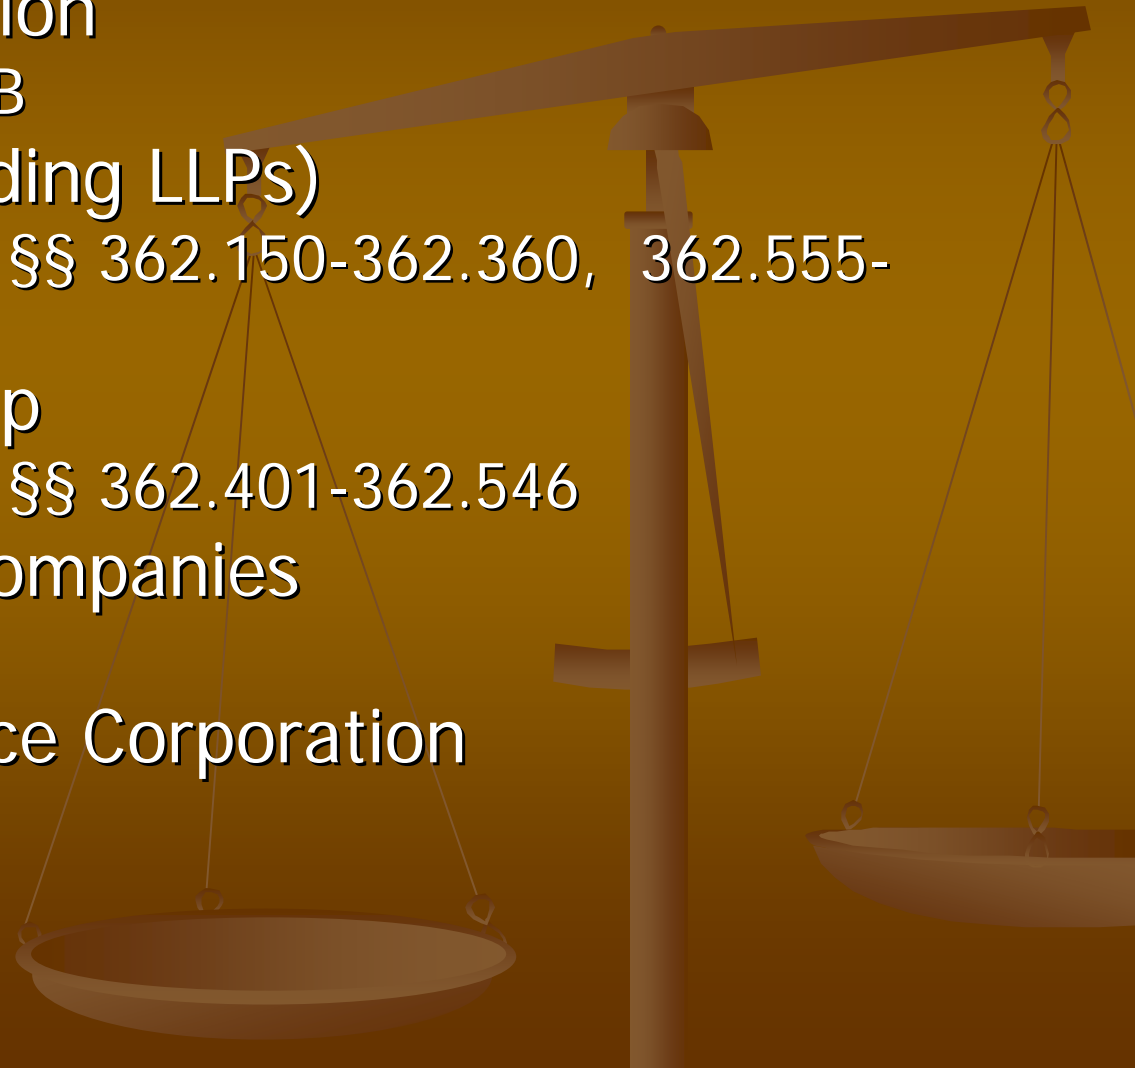 ion
B
ding LLPs)
§§ 362.150-362.360, 362.555-
p
§§ 362.401-362.546
ompanies
ce Corporation